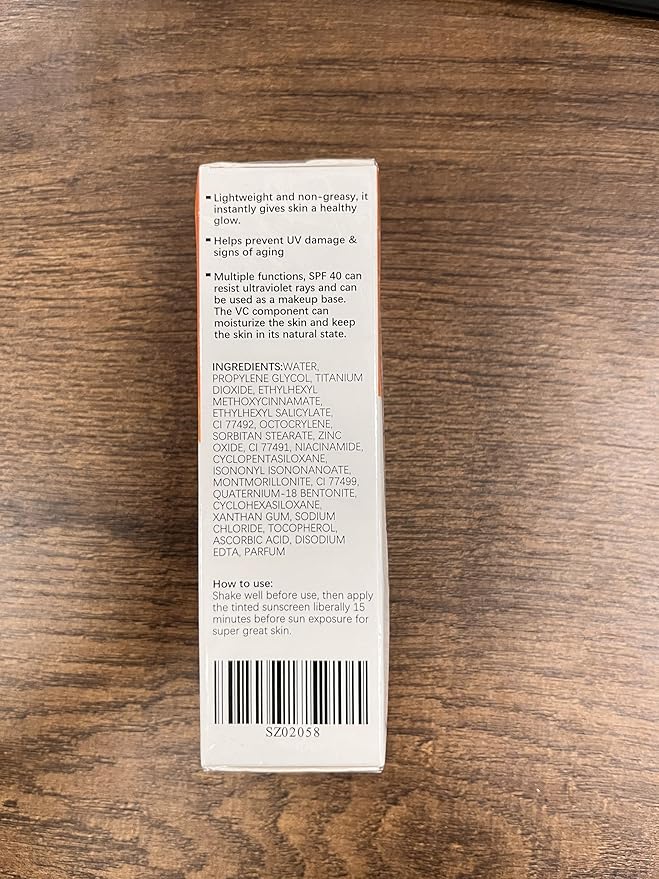 - Lightweight and non-greasy, it
instantly gives skin a healthy
glow.
- Helps prevent UV damage &
signs of aging
- Multiple functions, SPF 40 can
resist ultraviolet rays and can
be used as a makeup base.
The VC component can
moisturize the skin and keep
the skin in its natural state.
INGREDIENTS:WATER,
PROPYLENE GLYCOL, TITANIUM
DIOXIDE, ETHYLHEXYL
METHOXYCINNAMATE,
ETHYLHEXYL SALICYLATE,
CI 77492, OCTOCRYLENE,
SORBITAN STEARATE, ZINC
OXIDE, CI 77491, NIACINAMIDE,
CYCLOPENTASILOXANE,
ISONONYL ISONONANOATE,
MONTMORILLONITE, CI 77499,
QUATERNIUM-18 BENTONITE,
CYCLOHEXASILOXANE,
XANTHAN GUM, SODIUM
CHLORIDE, TOCOPHEROL,
ASCORBIC ACID, DISODIUM
EDTA, PARFUM
How to use:
Shake well before use, then apply
the tinted sunscreen liberally 15
minutes before sun exposure for
super great skin.
SZ02058